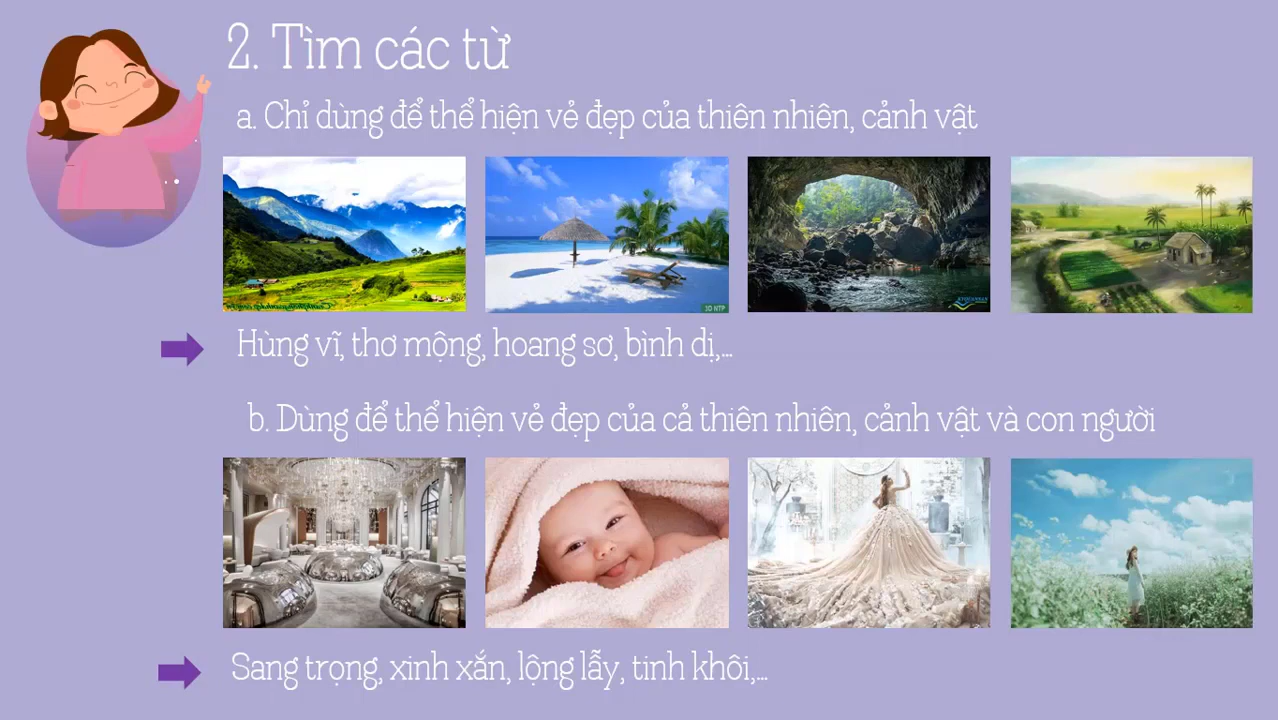 2. Tìm các từ
a. Chỉ dùng để thể hiện vẻ đẹp của thiên nhiên, cảnh vật
3D NTP
Hùng vĩ, thơ mộng, hoang sơ, bình dị,...
b. Dùng để thể hiện vẻ đẹp của cả thiên nhiên, cảnh vật và con người
Sang trọng, xinh xắn, lộng lẫy, tinh khôi,...